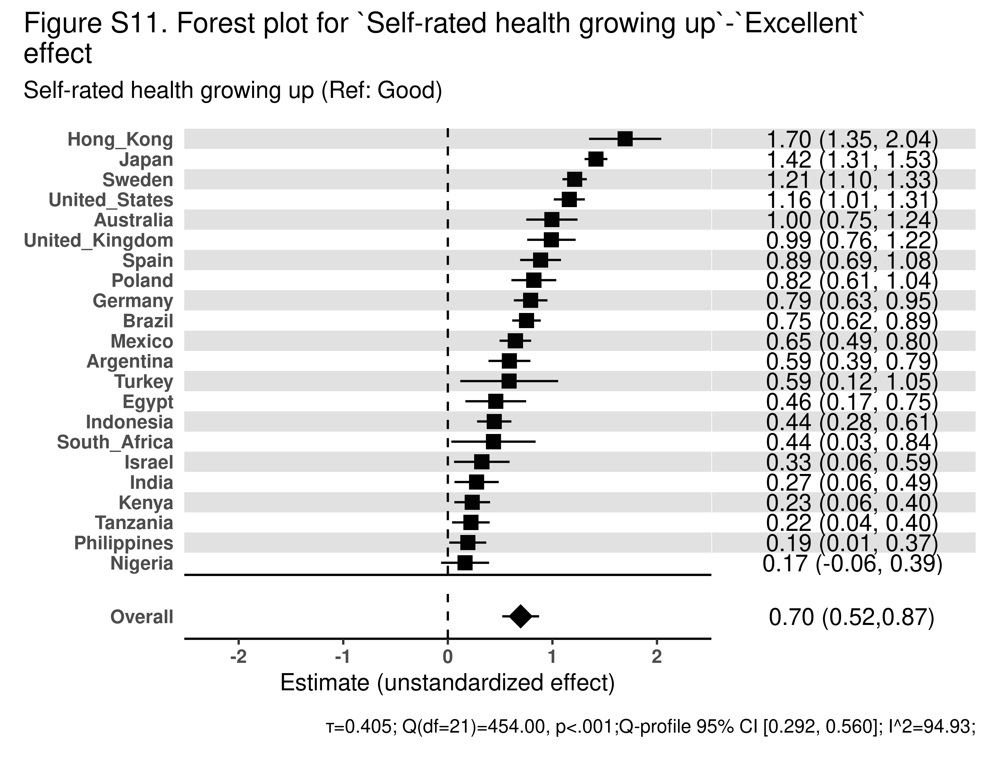 Figure S11. Forest plot for `Self-rated health growing up`-`Excellent`
effect
Self-rated health growing up (Ref: Good)
Hong_Kong 1.70 (1.35, 2.04)
Japan 1.42 (1.31, 1.53)
Sweden 1.21 (1.10, 1.33)
United_States 1.16 (1.01, 1.31)
Australia 1.00 (0.75, 1.24)
United_Kingdom 0.99 (0.76, 1.22)
Spain 0.89 (0.69, 1.08)
Poland 0.82 (0.61, 1.04)
Germany 0.79 (0.63, 0.95)
Brazil 0.75 (0.62, 0.89)
Mexico 0.65 (0.49, 0.80)
Argentina 0.59 (0.39, 0.79)
Turkey 0.59 (0.12, 1.05)
Egypt 0.46 (0.17, 0.75)
Indonesia 0.44 (0.28, 0.61)
South_Africa 0.44 (0.03, 0.84)
Israel 0.33 (0.06, 0.59)
India 0.27 (0.06, 0.49)
Kenya 0.23 (0.06, 0.40)
Tanzania 0.22 (0.04, 0.40)
Philippines 0.19 (0.01, 0.37)
Nigeria 0.17 (-0.06, 0.39)
Overall 0.70 (0.52,0.87)
-2 -1 0 1 2
Estimate (unstandardized effect)
τ=0.405; Q(df=21)=454.00, p<.001;Q-profile 95% CI [0.292, 0.560]; I^2=94.93;